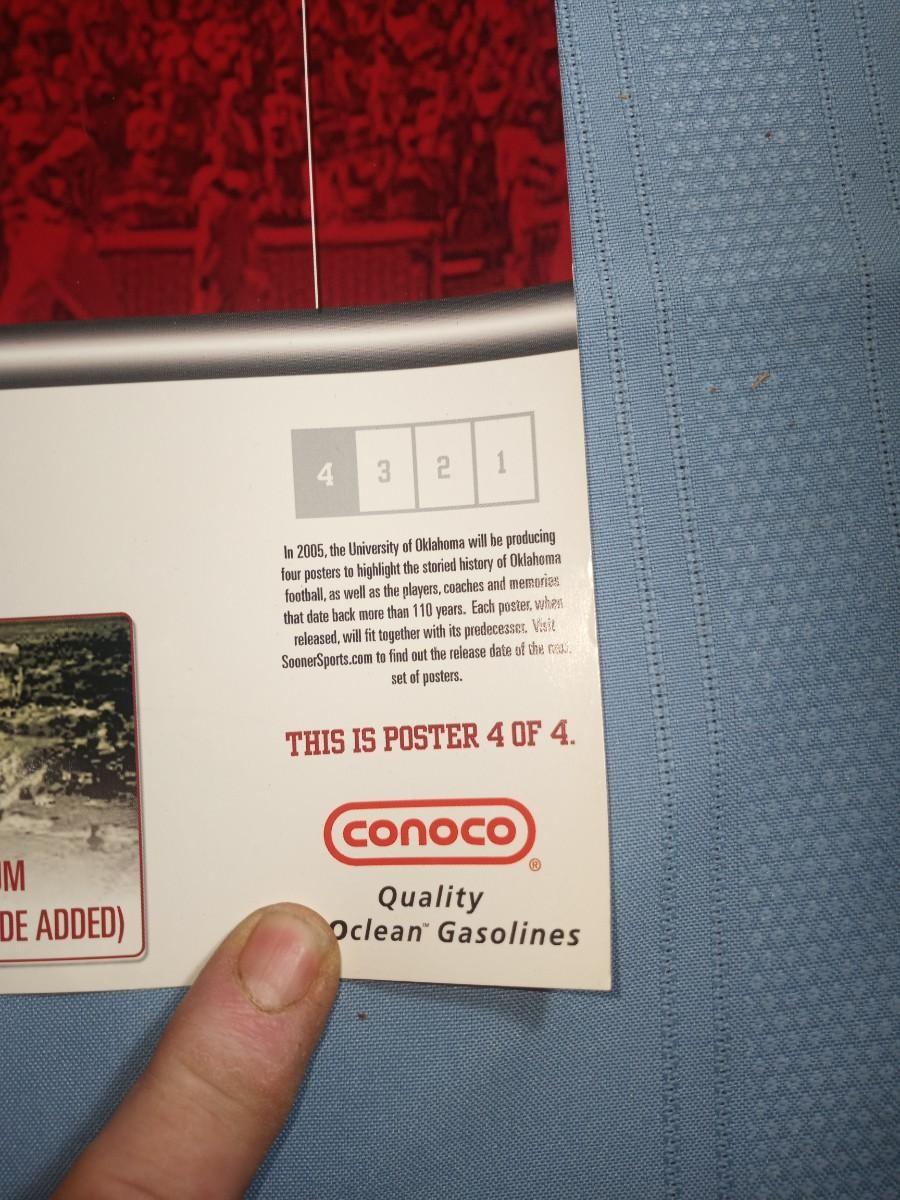 4 3 2 1
In 2005, the University of Oklahoma will be producing
four posters to highlight the storied history of Oklahoma
football, as well as the players, coaches and memories
that date back more than 110 years. Each poster, when
released, will fit together with its predecessor. Visit
SoonerSports.com to find out the release date of the next
set of posters.
THIS IS POSTER 4 OF 4.
conoco®
UM
DE ADDED)
Quality
Oclean™ Gasolines